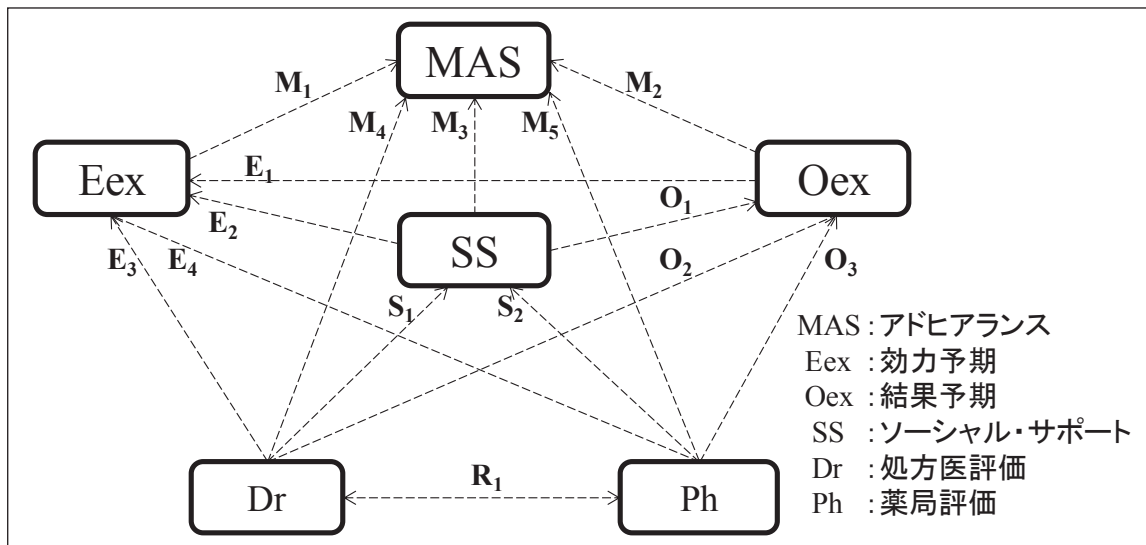 MAS
M₁
M₂
M₄
M₃
M₅
Eex
E₁
Oex
O₁
E₂
SS
E₃
E₄
O₂
O₃
S₁
S₂
MAS：アドヒアランス
Eex：効力予期
Oex：結果予期
SS：ソーシャル・サポート
Dr：処方医評価
Ph：薬局評価
Dr
R₁
Ph